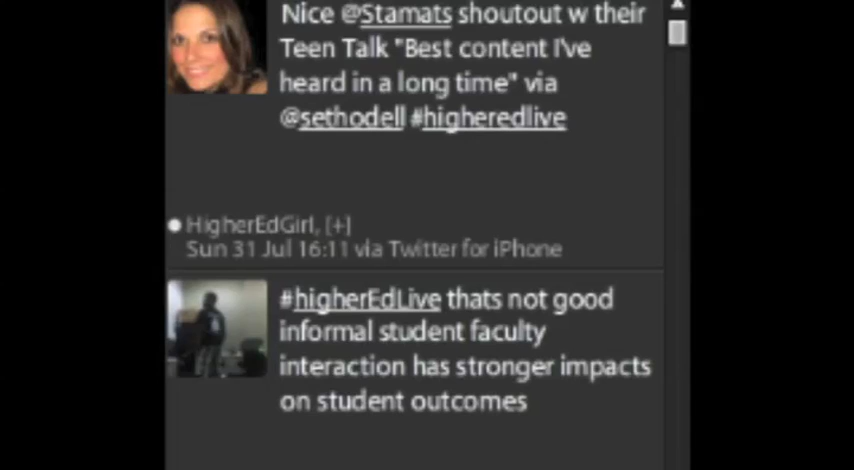 Nice @Stamats shoutout w their
Teen Talk "Best content I've
heard in a long time" via
@sethodell #higheredlive
HigherEdGirl, [+]
Sun 31 Jul 16:11 via Twitter for iPhone
#higherEdLive thats not good
informal student faculty
interaction has stronger impacts
on student outcomes